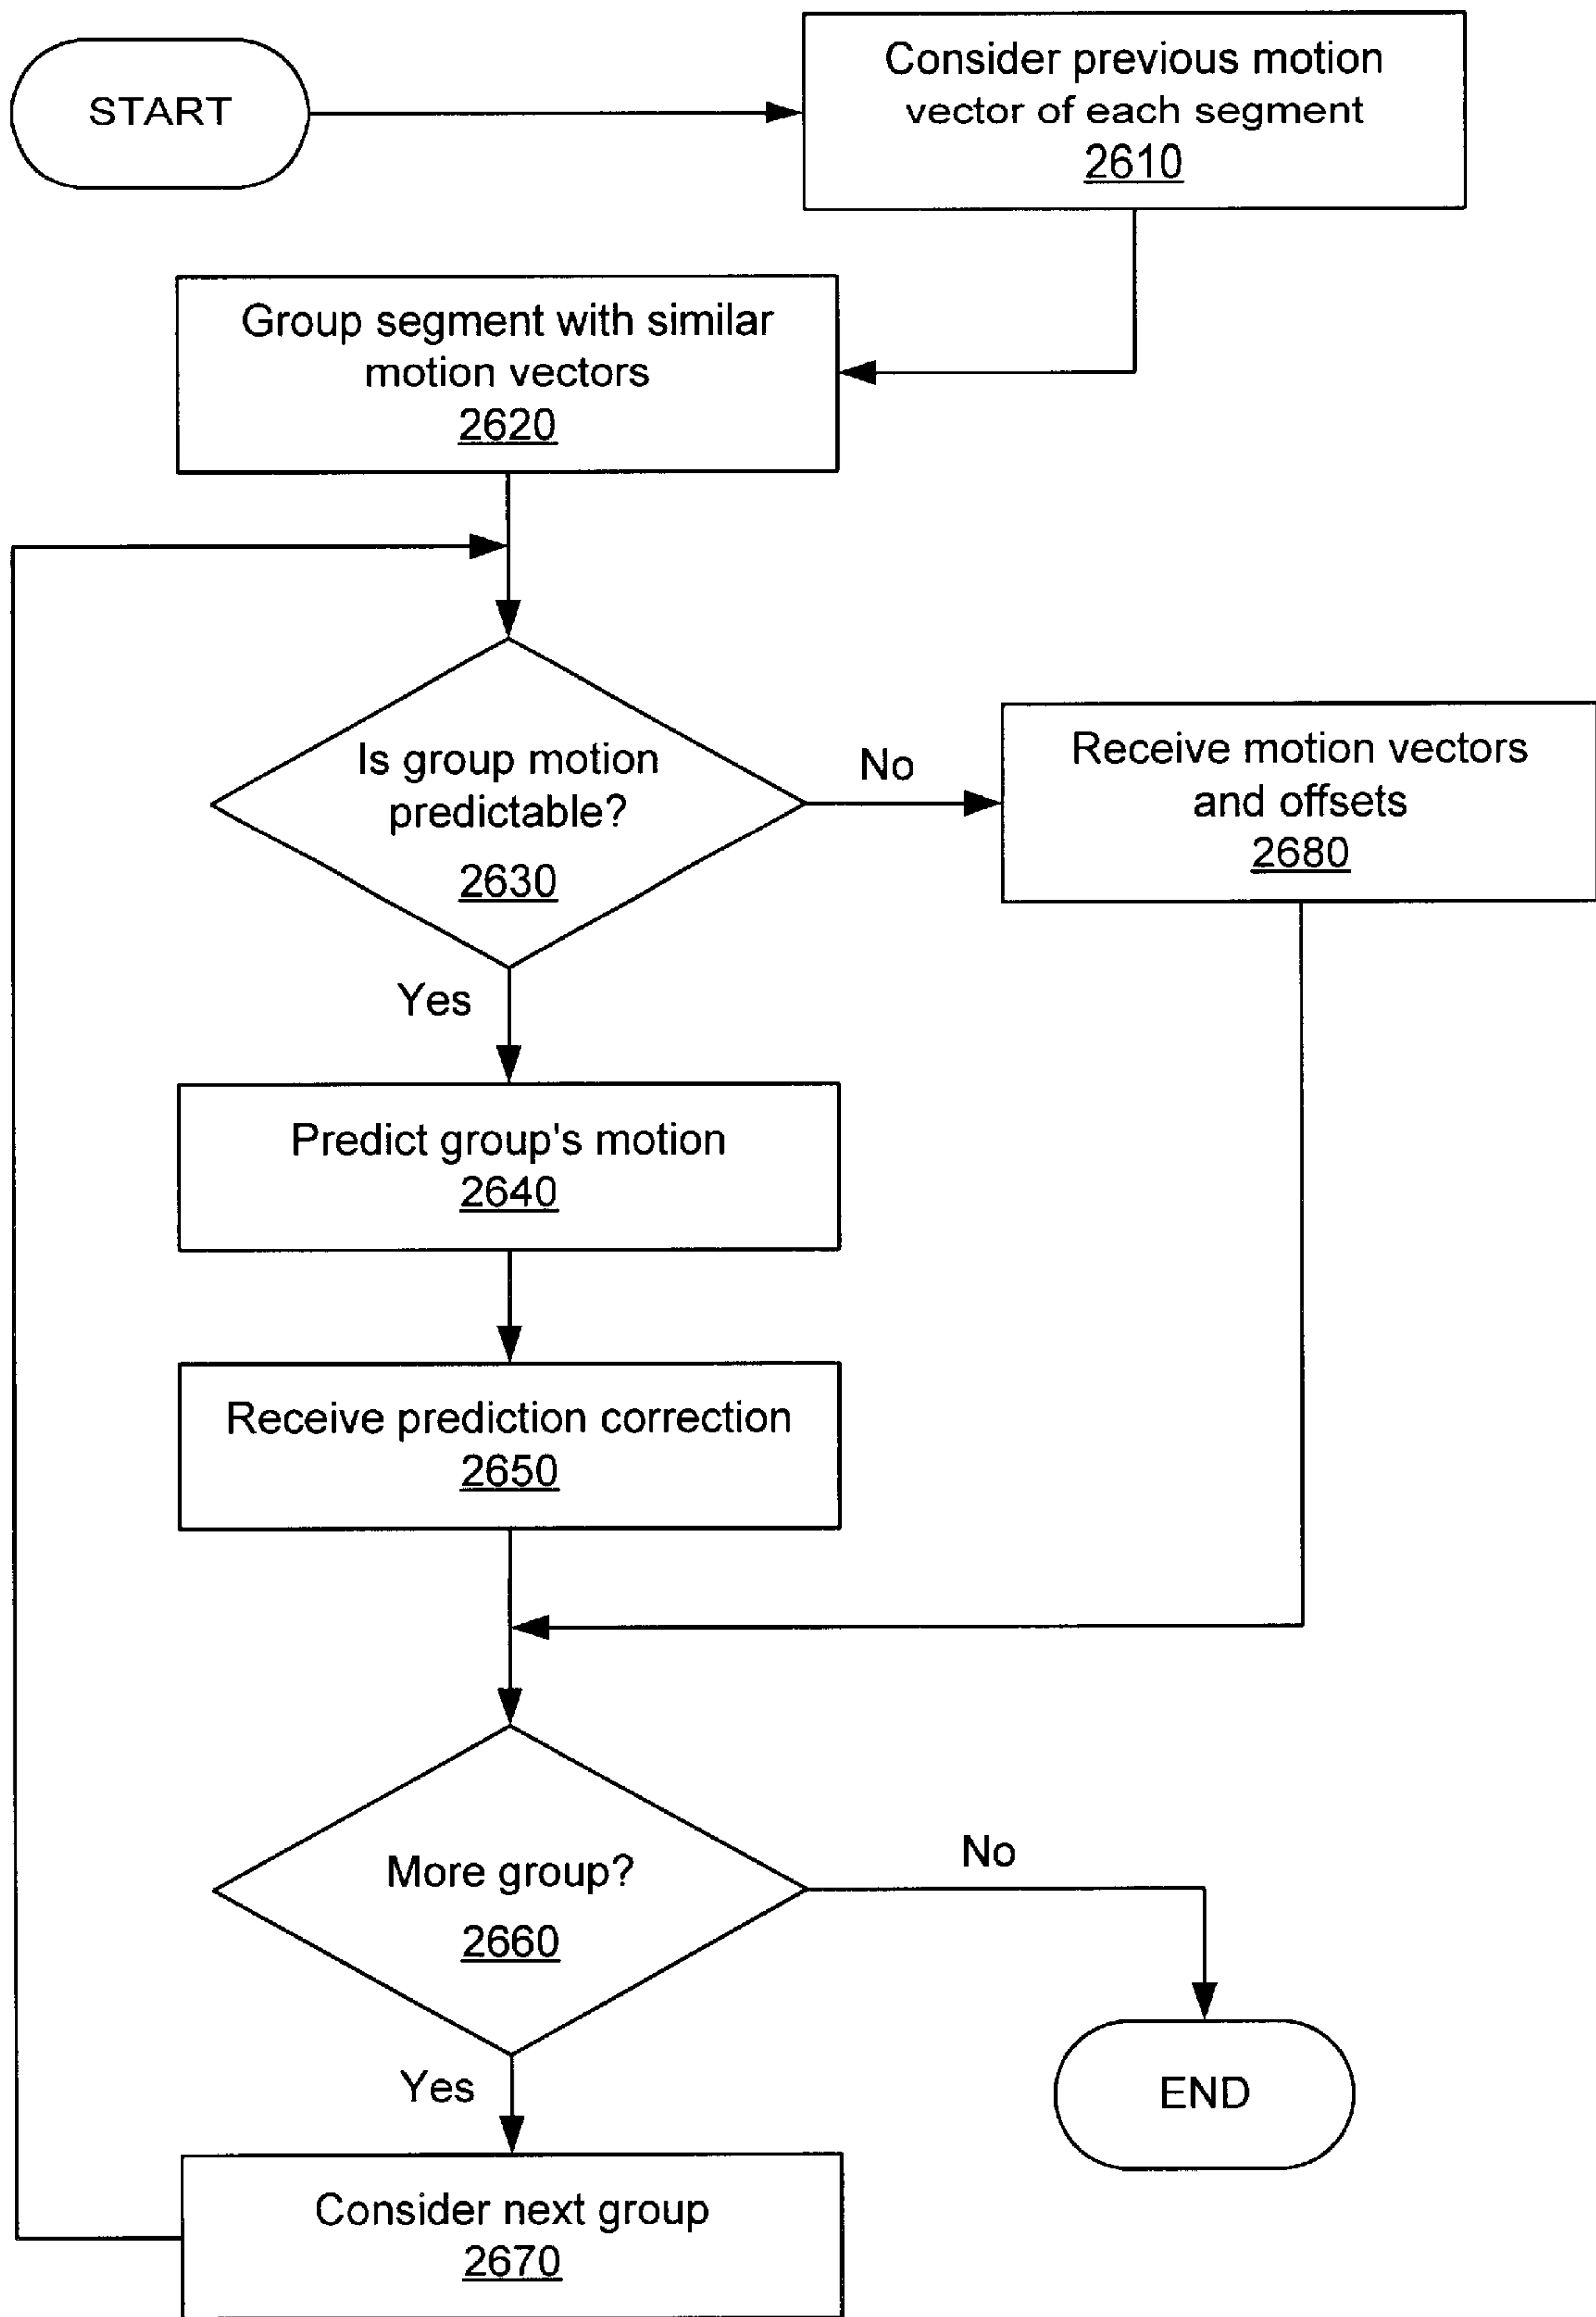 START
Consider previous motion
vector of each segment
2610
Group segment with similar
motion vectors
2620
Is group motion
predictable?
2630
No
Receive motion vectors
and offsets
2680
Yes
Predict group's motion
2640
Receive prediction correction
2650
More group?
2660
No
END
Yes
Consider next group
2670